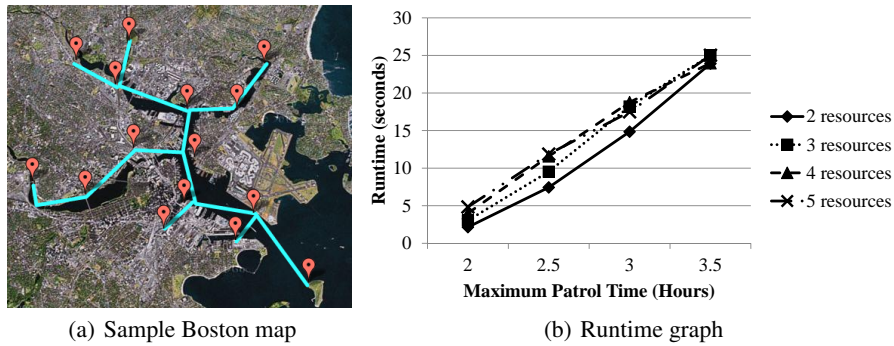 30
25
20
15
10
5
0
Runtime (seconds)
2 2.5 3 3.5
Maximum Patrol Time (Hours)
2 resources
3 resources
4 resources
5 resources
(a) Sample Boston map
(b) Runtime graph